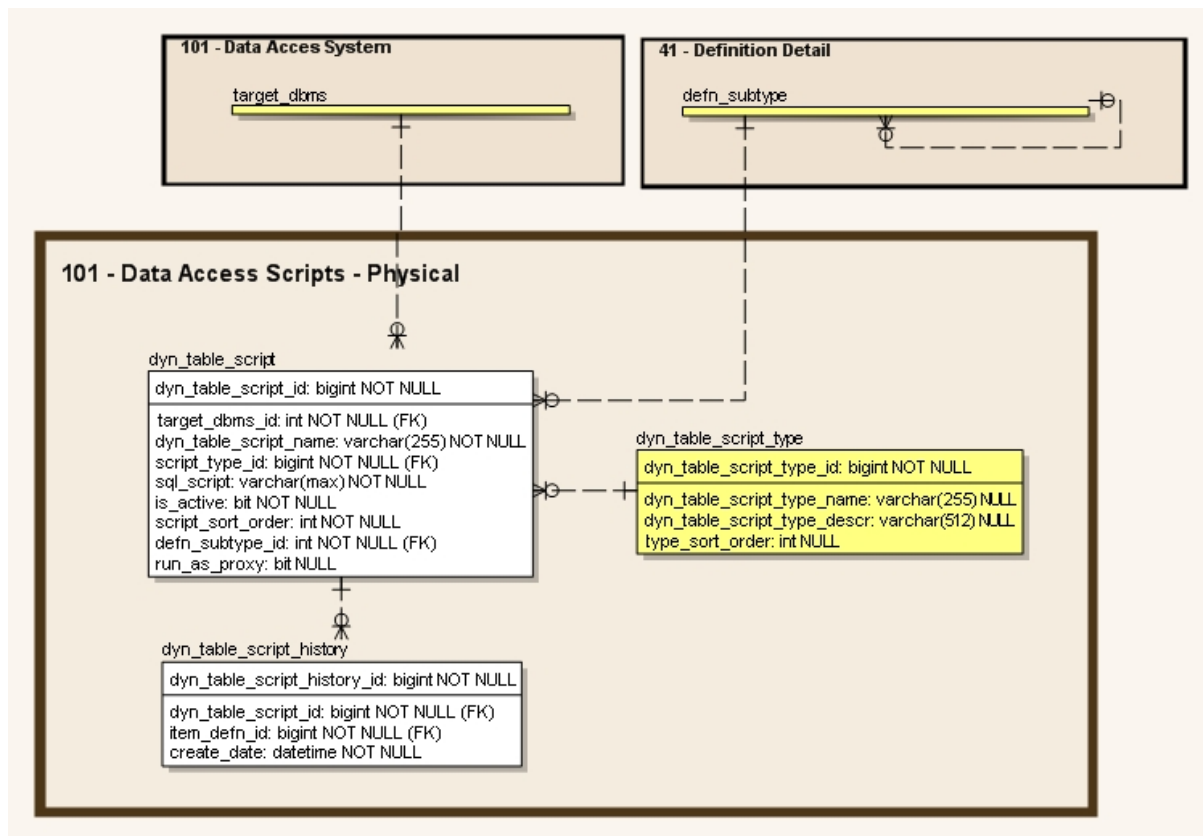 101 - Data Acces System
target_dbms
41 - Definition Detail
defn_subtype
101 - Data Access Scripts - Physical
dyn_table_script
dyn_table_script_id: bigint NOT NULL
target_dbms_id: int NOT NULL (FK)
dyn_table_script_name: varchar(255) NOT NULL
script_type_id: bigint NOT NULL (FK)
sql_script: varchar(max) NOT NULL
is_active: bit NOT NULL
script_sort_order: int NOT NULL
defn_subtype_id: int NOT NULL (FK)
run_as_proxy: bit NULL
dyn_table_script_type
dyn_table_script_type_id: bigint NOT NULL
dyn_table_script_type_name: varchar(255) NULL
dyn_table_script_type_descr: varchar(512) NULL
type_sort_order: int NULL
dyn_table_script_history
dyn_table_script_history_id: bigint NOT NULL
dyn_table_script_id: bigint NOT NULL (FK)
item_defn_id: bigint NOT NULL (FK)
create_date: datetime NOT NULL